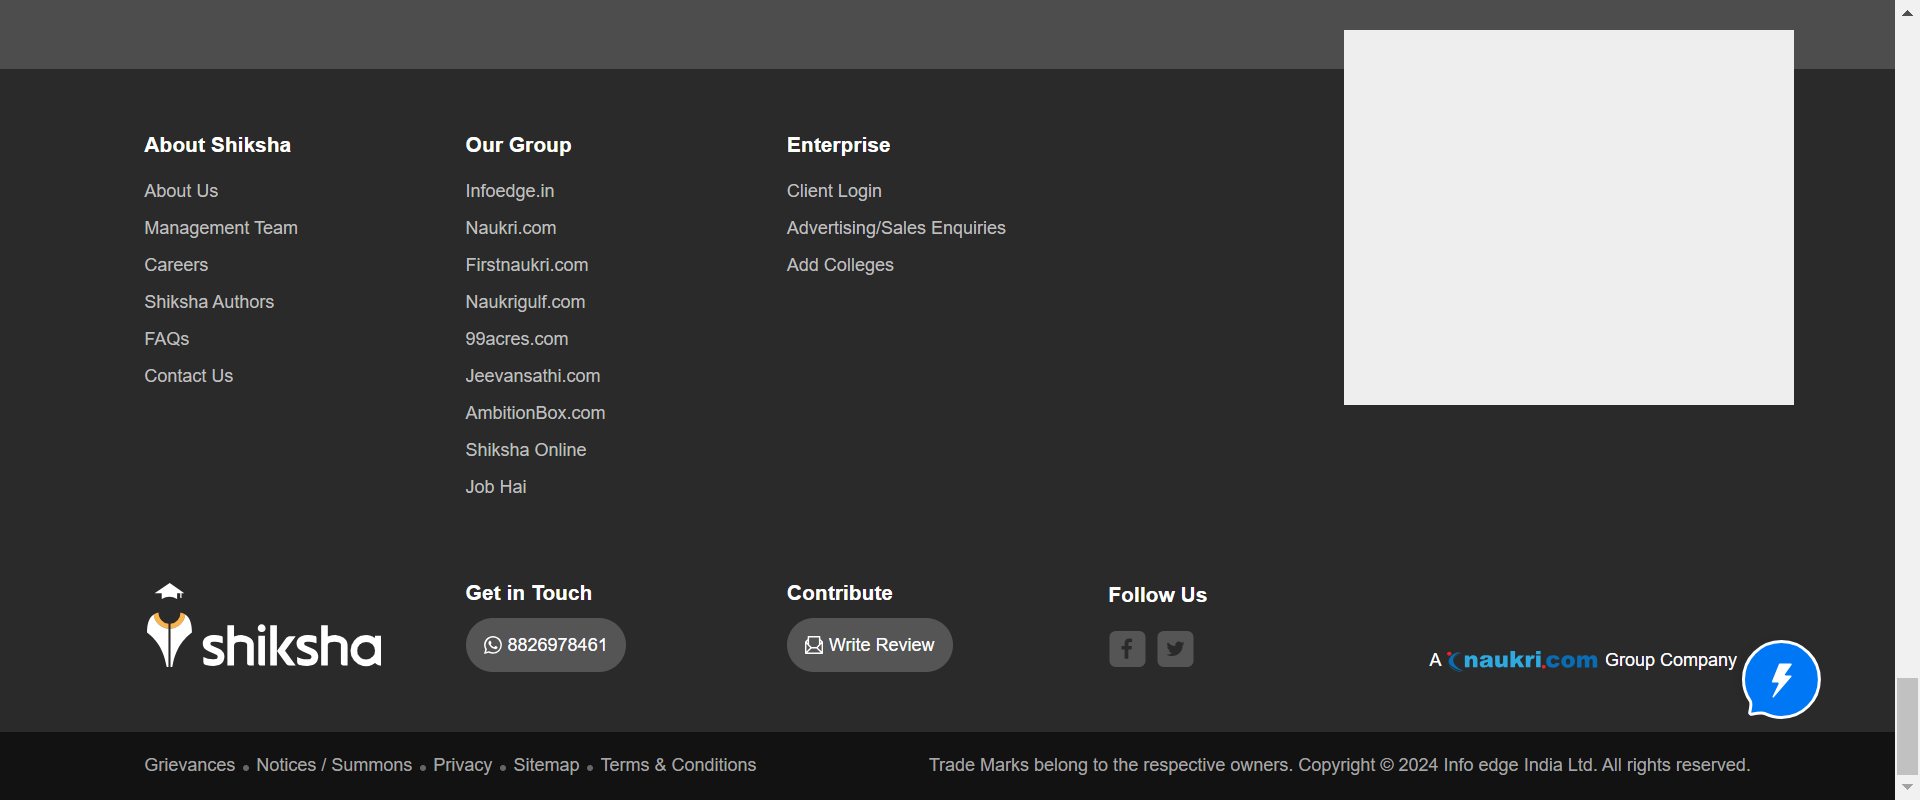 About Shiksha
About Us
Management Team
Careers
Shiksha Authors
FAQs
Contact Us
Our Group
Infoedge.in
Naukri.com
Firstnaukri.com
Naukrigulf.com
99acres.com
Jeevansathi.com
AmbitionBox.com
Shiksha Online
Job Hai
Enterprise
Client Login
Advertising/Sales Enquiries
Add Colleges
shiksha
Get in Touch
8826978461
Contribute
Write Review
Follow Us
A naukri.com Group Company
Grievances • Notices / Summons • Privacy • Sitemap • Terms & Conditions
Trade Marks belong to the respective owners. Copyright © 2024 Info edge India Ltd. All rights reserved.